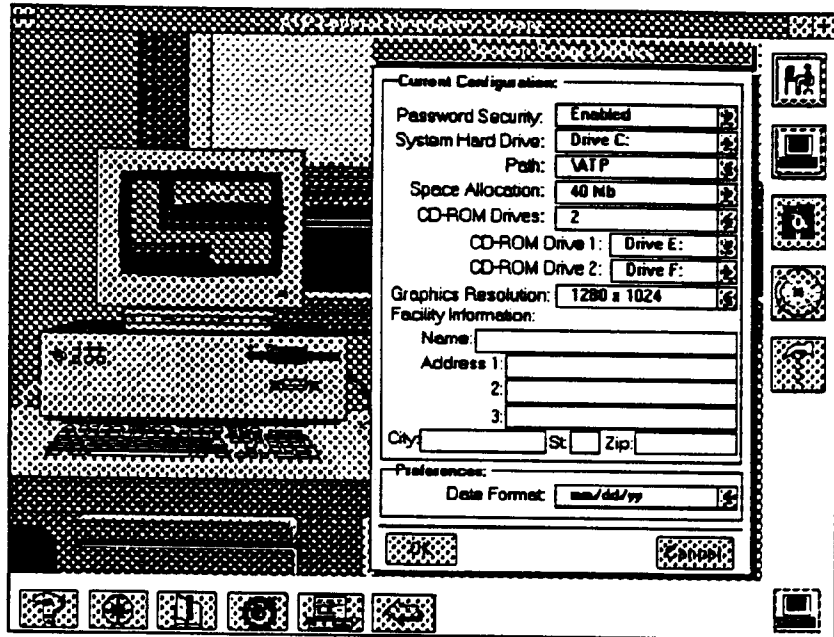 Current Configuration:
Password Security: Enabled
System Hard Drive: Drive C:
Path: \ATP
Space Allocation: 40 Mb
CD-ROM Drives: 2
CD-ROM Drive 1: Drive E:
CD-ROM Drive 2: Drive F:
Graphics Resolution: 1280 x 1024
Facility Information:
Name:
Address 1:
2:
3:
City: St: Zip:
Preferences:
Date Format: mm/dd/yy
OK Cancel